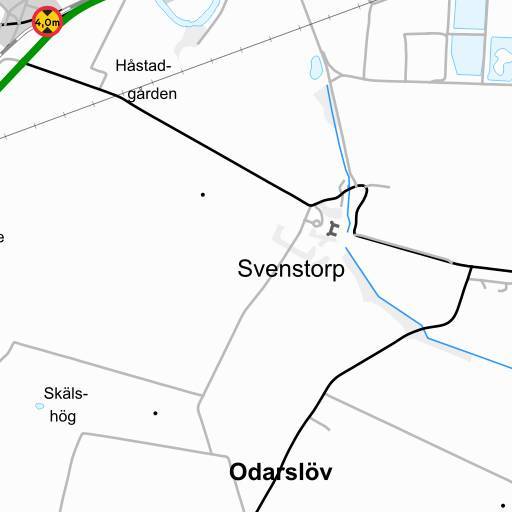 4,0m
Håstad-
gården
e
Svenstorp
Skäls-
hög
Odarslöv